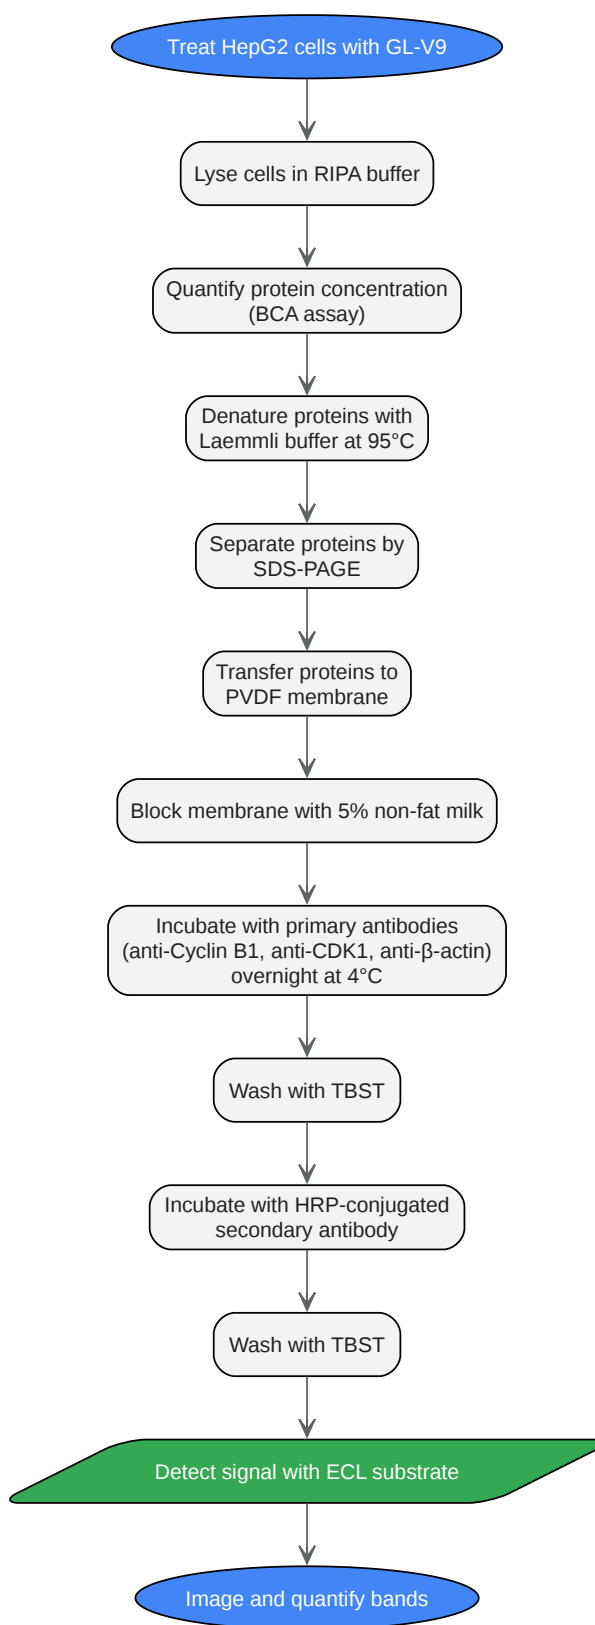 Treat HepG2 cells with GL-V9
Lyse cells in RIPA buffer
Quantify protein concentration
(BCA assay)
Denature proteins with
Laemmli buffer at 95°C
Separate proteins by
SDS-PAGE
Transfer proteins to
PVDF membrane
Block membrane with 5% non-fat milk
Incubate with primary antibodies
(anti-Cyclin B1, anti-CDK1, anti-β-actin)
overnight at 4°C
Wash with TBST
Incubate with HRP-conjugated
secondary antibody
Wash with TBST
Detect signal with ECL substrate
Image and quantify bands